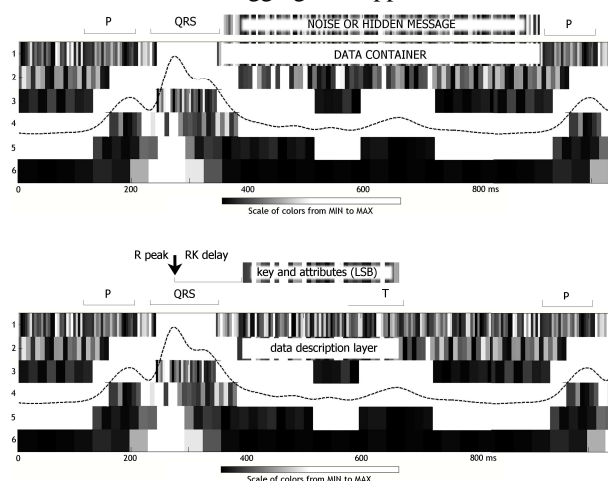 P QRS NOISE OR HIDDEN MESSAGE P
1 DATA CONTAINER
2
3
4
5
6
0 200 400 600 800 ms
Scale of colors from MIN to MAX
R peak RK delay
key and attributes (LSB)
P QRS T P
1
2 data description layer
3
4
5
6
0 200 400 600 800 ms
Scale of colors from MIN to MAX